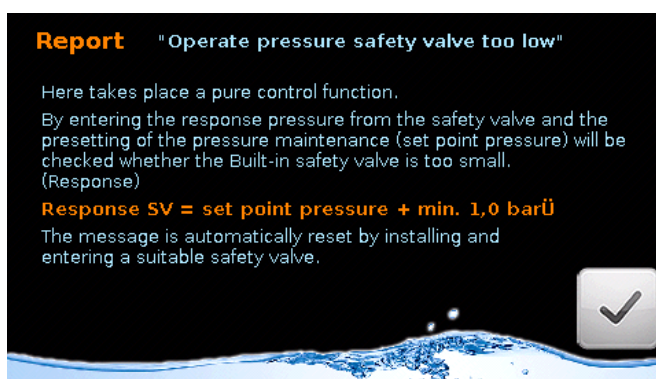 Report "Operate pressure safety valve too low"
Here takes place a pure control function.
By entering the response pressure from the safety valve and the
presetting of the pressure maintenance (set point pressure) will be
checked whether the Built-in safety valve is too small.
(Response)
Response SV = set point pressure + min. 1,0 barÜ
The message is automatically reset by installing and
entering a suitable safety valve.